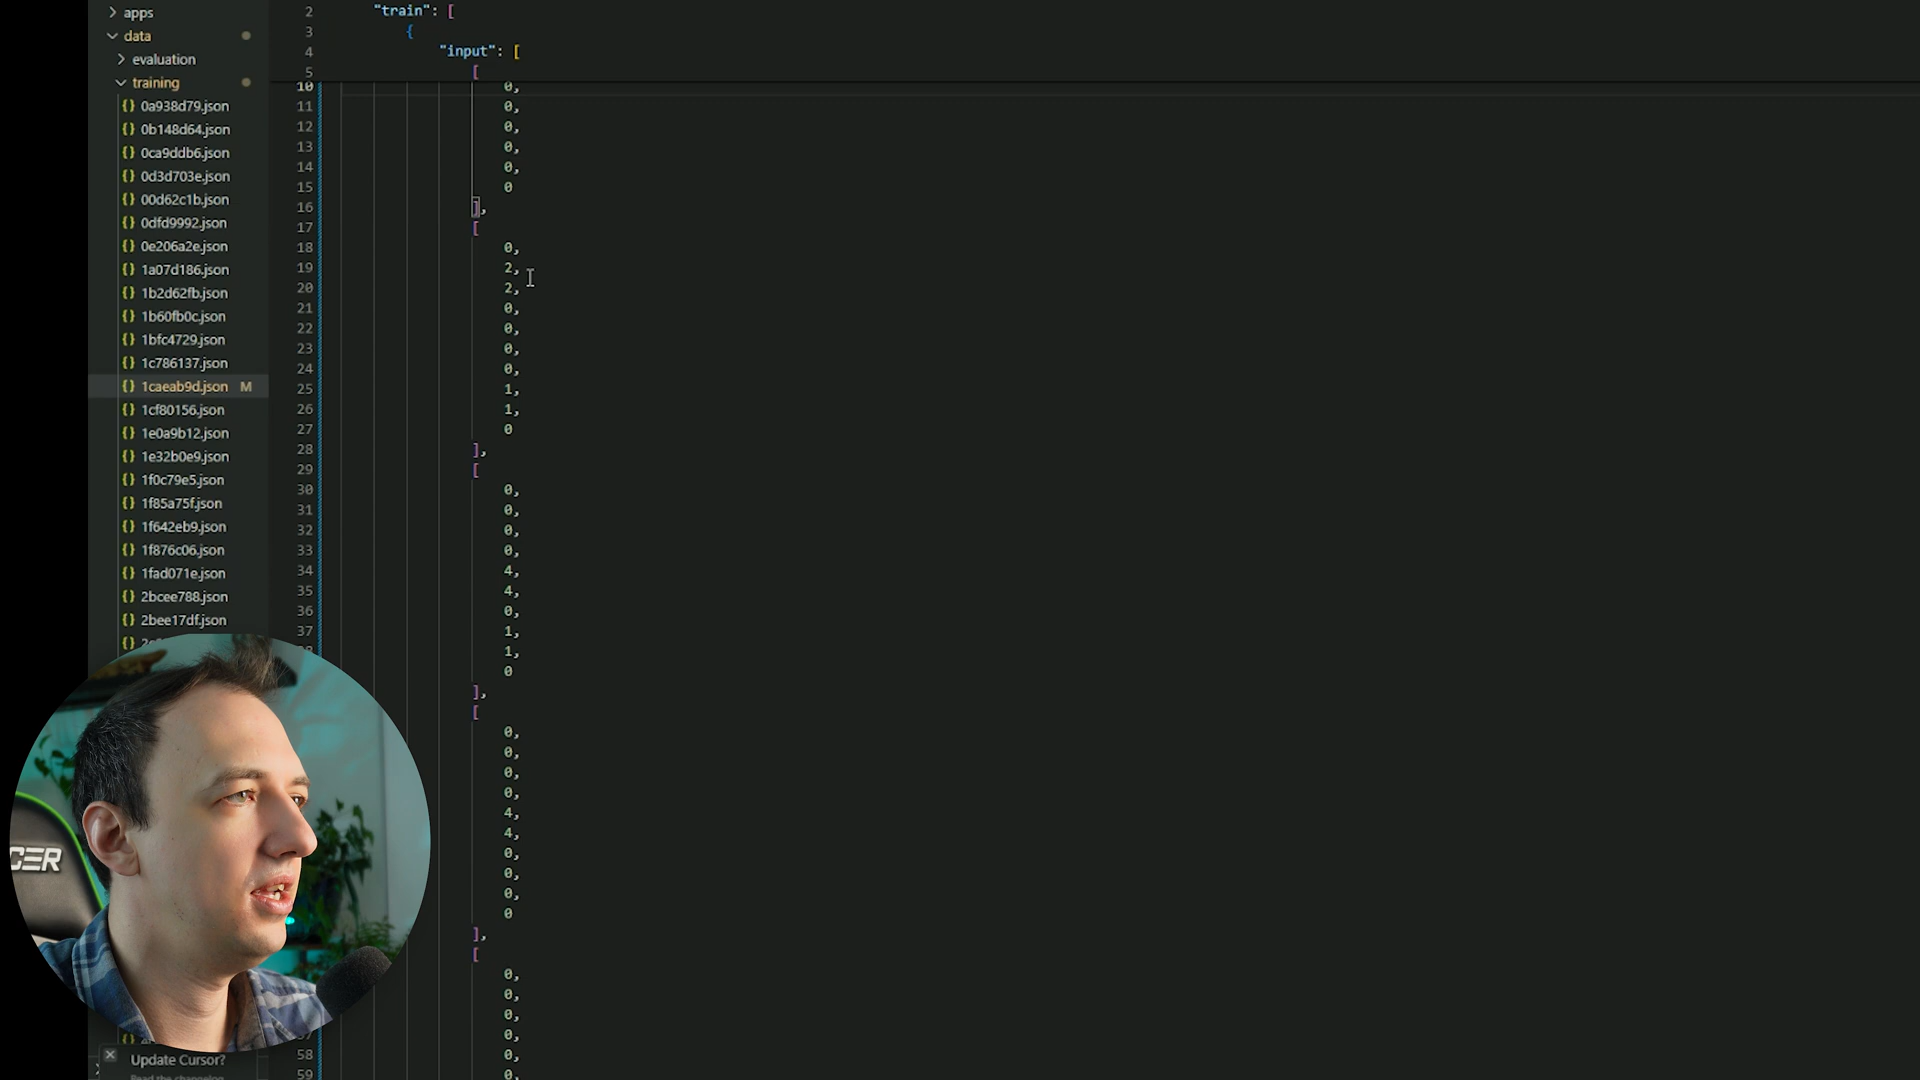 apps
data
evaluation
training
{} 0a938d79.json
{} 0b148d64.json
{} 0ca9ddb6.json
{} 0d3d703e.json
{} 00d62c1b.json
{} 0dfd9992.json
{} 0e206a2e.json
{} 1a07d186.json
{} 1b2d62fb.json
{} 1b60fb0c.json
{} 1bfc4729.json
{} 1c786137.json
{} 1caeab9d.json M
{} 1cf80156.json
{} 1e0a9b12.json
{} 1e32b0e9.json
{} 1f0c79e5.json
{} 1f85a75f.json
{} 1f642eb9.json
{} 1f876c06.json
{} 1fad071e.json
{} 2bcee788.json
{} 2bee17df.json
Update Cursor?
Read the changelog
2 "train": [
3 {
4 "input": [
5 [
10 0,
11 0,
12 0,
13 0,
14 0,
15 0
16 ],
17 [
18 0,
19 2,
20 2,
21 0,
22 0,
23 0,
24 0,
25 1,
26 1,
27 0
28 ],
29 [
30 0,
31 0,
32 0,
33 0,
34 4,
35 4,
36 0,
37 1,
1,
0
],
[
0,
0,
0,
0,
4,
4,
0,
0,
0,
0
],
[
0,
0,
0,
0,
58 0,
59 0,
CER